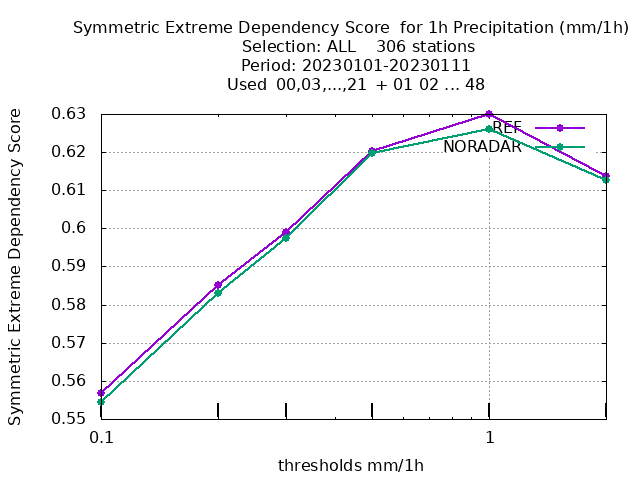 Symmetric Extreme Dependency Score for 1h Precipitation (mm/1h)
Selection: ALL 306 stations
Period: 20230101-20230111
Used 00,03,...,21 + 01 02 ... 48
Symmetric Extreme Dependency Score
0.63
0.62
0.61
0.6
0.59
0.58
0.57
0.56
0.55
REF
NORADAR
0.1
1
thresholds mm/1h